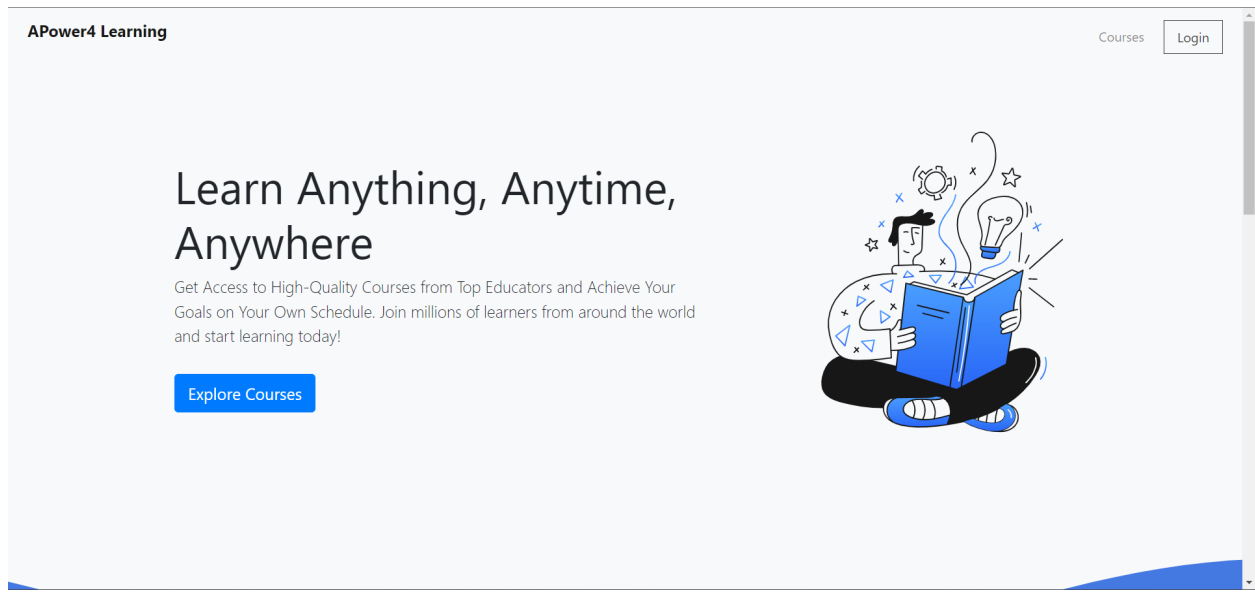 APower4 Learning
Courses
Login
Learn Anything, Anytime,
Anywhere
Get Access to High-Quality Courses from Top Educators and Achieve Your
Goals on Your Own Schedule. Join millions of learners from around the world
and start learning today!
Explore Courses